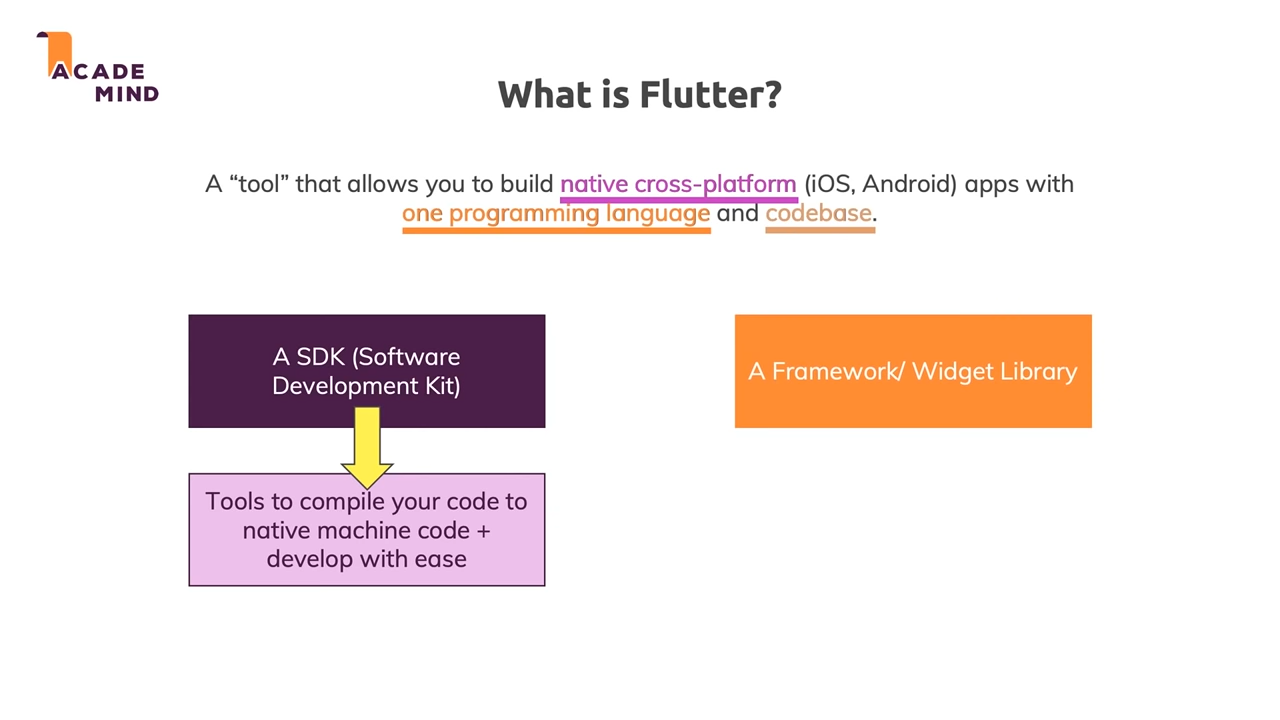 ACADE
MIND
What is Flutter?
A “tool” that allows you to build native cross-platform (iOS, Android) apps with
one programming language and codebase.
A SDK (Software
Development Kit)
A Framework/ Widget Library
Tools to compile your code to
native machine code +
develop with ease